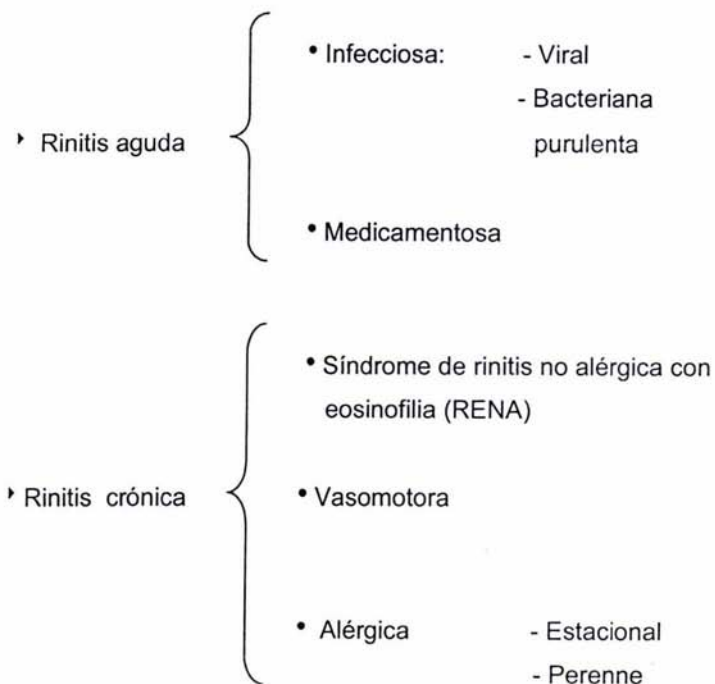 • Infecciosa: - Viral
- Bacteriana
purulenta
‣ Rinitis aguda
• Medicamentosa
• Síndrome de rinitis no alérgica con
eosinofilia (RENA)
‣ Rinitis crónica • Vasomotora
• Alérgica - Estacional
- Perenne